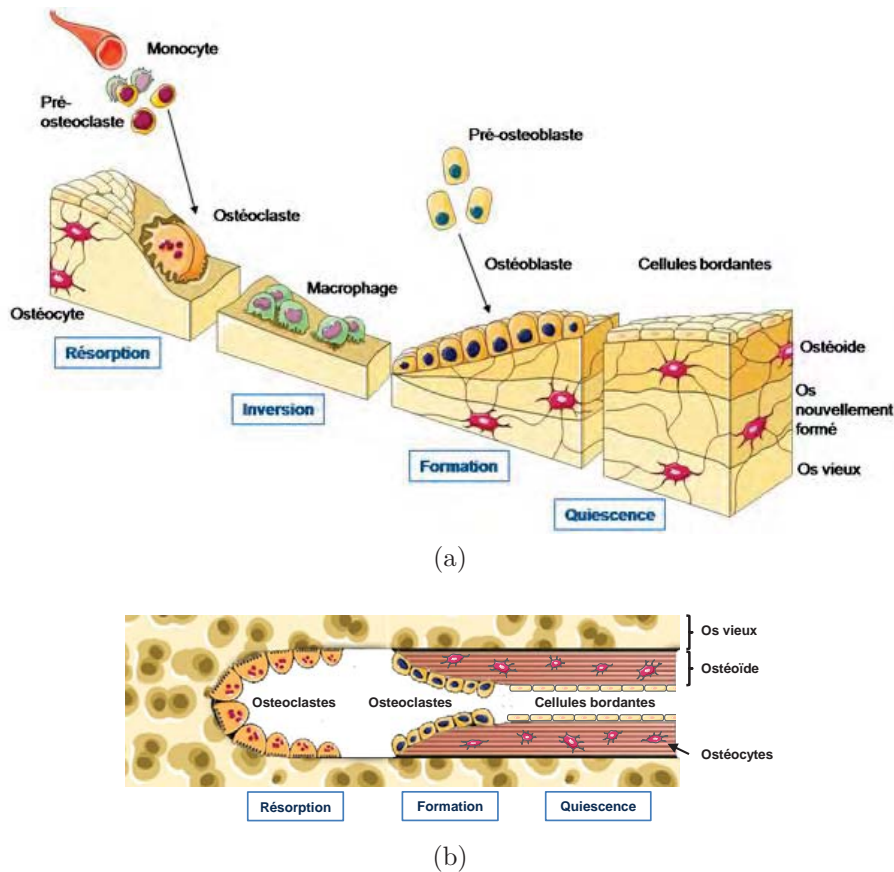 Monocyte
Pré-
osteoclaste
Pré-osteoblaste
Ostéoclaste
Ostéoblaste
Cellules bordantes
Macrophage
Ostéocyte
Ostéoide
Résorption
Os
nouvellement
formé
Inversion
Formation
Os vieux
Quiescence
(a)
Os vieux
Ostéoïde
Osteoclastes
Osteoclastes
Cellules bordantes
Ostéocytes
Résorption
Formation
Quiescence
(b)